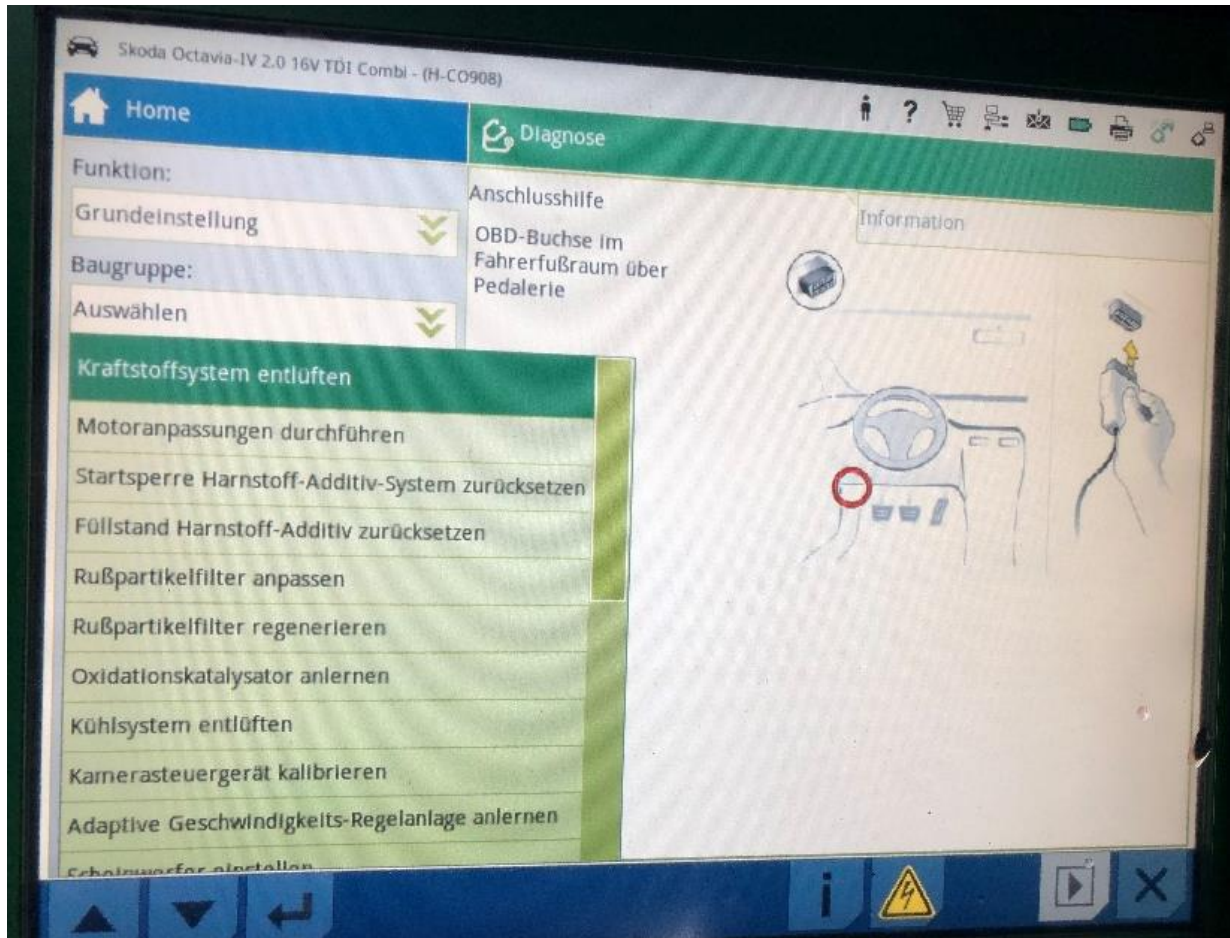 Skoda Octavia-IV 2.0 16V TDI Combi - (H-CO908)
Home
Diagnose
Funktion:
Grundeinstellung
Baugruppe:
Auswählen
Kraftstoffsystem entlüften
Motoranpassungen durchführen
Startsperre Harnstoff-Additiv-System zurücksetzen
Füllstand Harnstoff-Additiv zurücksetzen
Rußpartikelfilter anpassen
Rußpartikelfilter regenerieren
Oxidationskatalysator anlernen
Kühlsystem entlüften
Kamerasteuergerät kalibrieren
Adaptive Geschwindigkeits-Regelanlage anlernen
Scheinwerfer einstellen
Anschlusshilfe
OBD-Buchse im
Fahrerfußraum über
Pedalerie
Information